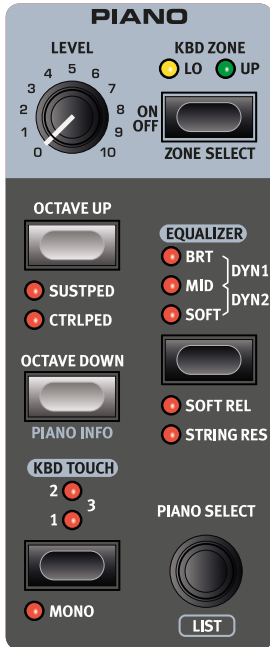 PIANO
LEVEL
0 1 2 3 4 5 6 7 8 9 10
KBD ZONE
LO UP
ON
OFF
ZONE SELECT
OCTAVE UP
SUSTPED
CTRLPED
OCTAVE DOWN
PIANO INFO
KBD TOUCH
2
3
1
MONO
EQUALIZER
BRT
DYN1
MID
DYN2
SOFT
SOFT REL
STRING RES
PIANO SELECT
LIST